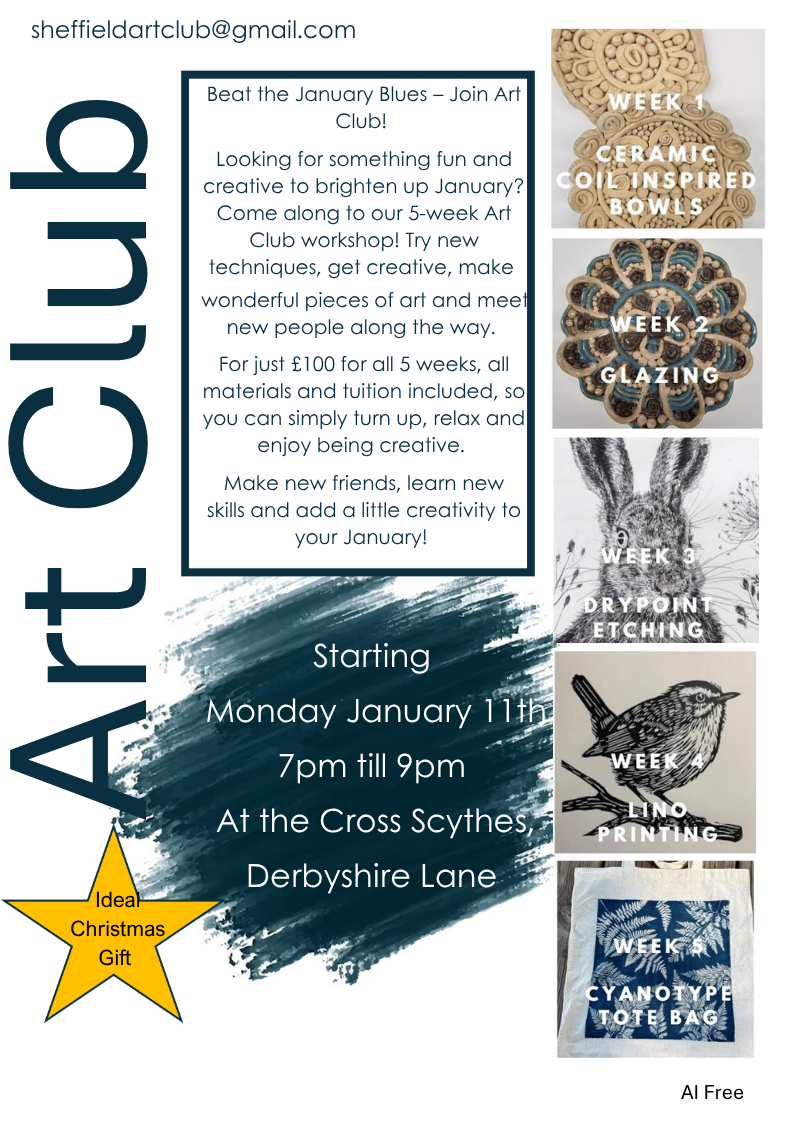 sheffieldartclub@gmail.com
Art Club
Beat the January Blues – Join Art
Club!
Looking for something fun and
creative to brighten up January?
Come along to our 5-week Art
Club workshop! Try new
techniques, get creative, make
wonderful pieces of art and meet
new people along the way.
For just £100 for all 5 weeks, all
materials and tuition included, so
you can simply turn up, relax and
enjoy being creative.
Make new friends, learn new
skills and add a little creativity to
your January!
Starting
Monday January 11th
7pm till 9pm
At the Cross Scythes,
Derbyshire Lane
Ideal
Christmas
Gift
WEEK 1
CERAMIC
COIL INSPIRED
BOWLS
WEEK 2
GLAZING
WEEK 3
DRYPOINT
ETCHING
WEEK 4
LINO
PRINTING
WEEK 5
CYANOTYPE
TOTE BAG
AI Free